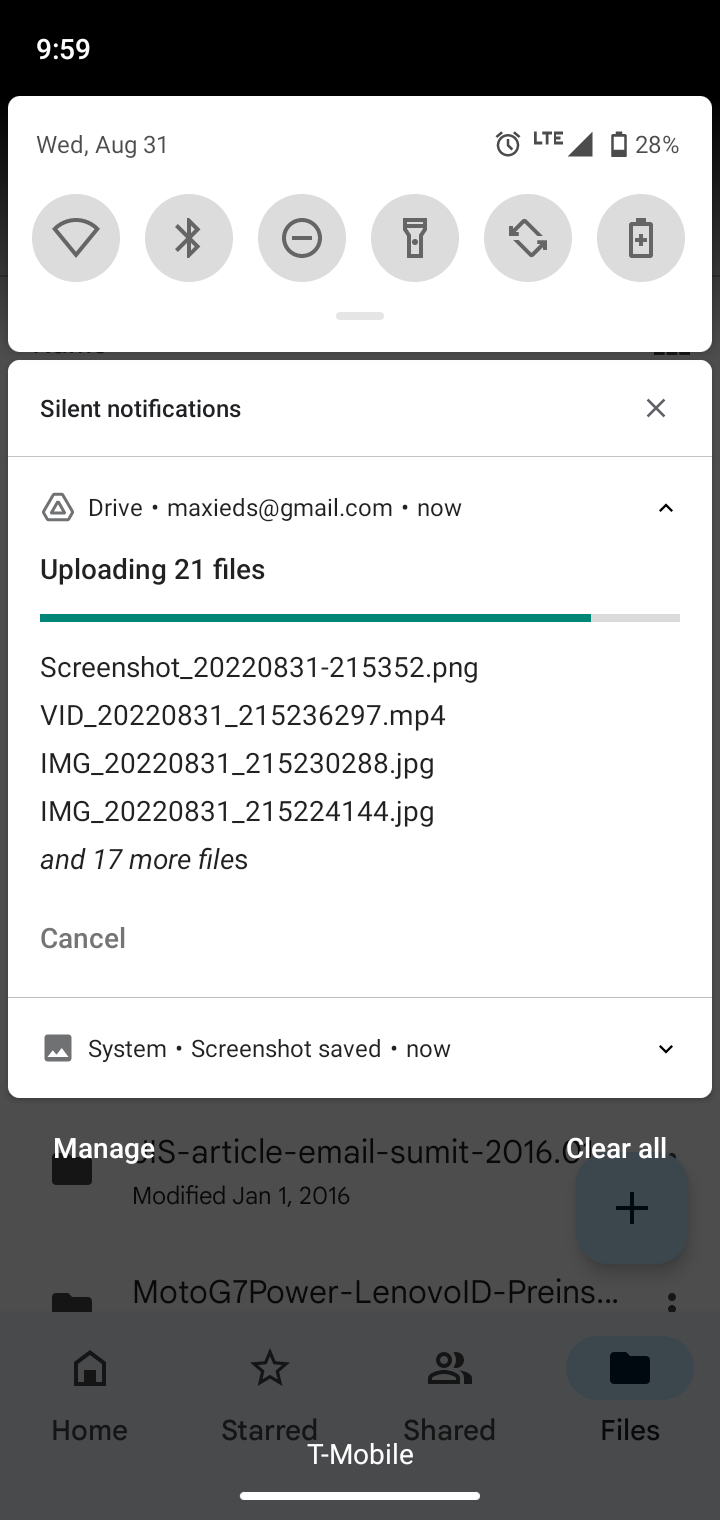 9:59
Wed, Aug 31 LTE 28%
Silent notifications
Drive • maxieds@gmail.com • now
Uploading 21 files
Screenshot_20220831-215352.png
VID_20220831_215236297.mp4
IMG_20220831_215230288.jpg
IMG_20220831_215224144.jpg
and 17 more files
Cancel
System • Screenshot saved • now
Manage Clear all
-article-email-sumit-2016.
Modified Jan 1, 2016
MotoG7Power-LenovoID-Preins...
Home Starred Shared Files
T-Mobile